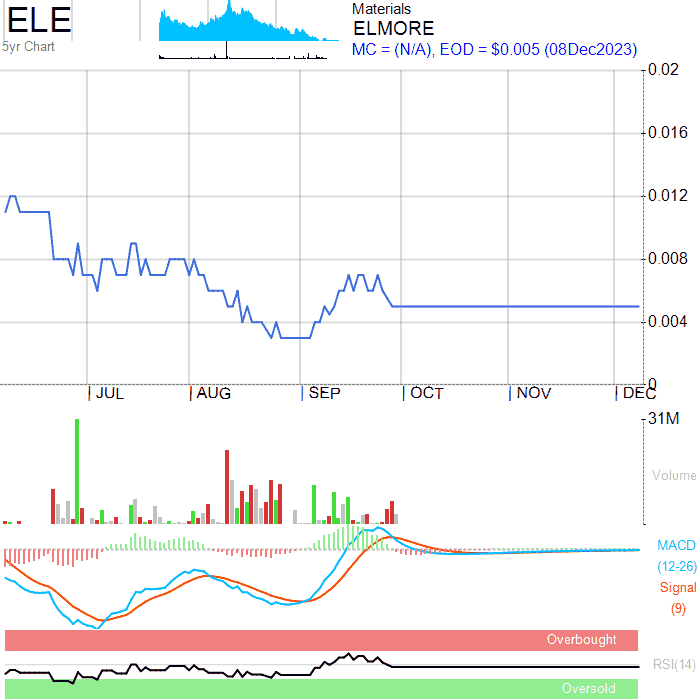 ELE
5yr Chart
Materials
ELMORE
MC = (N/A), EOD = $0.005 (08Dec2023)
0.02
0.016
0.012
0.008
0.004
0
JUL AUG SEP OCT NOV DEC
31M
Volume
MACD
(12-26)
Signal
(9)
Overbought
RSI(14)
Oversold